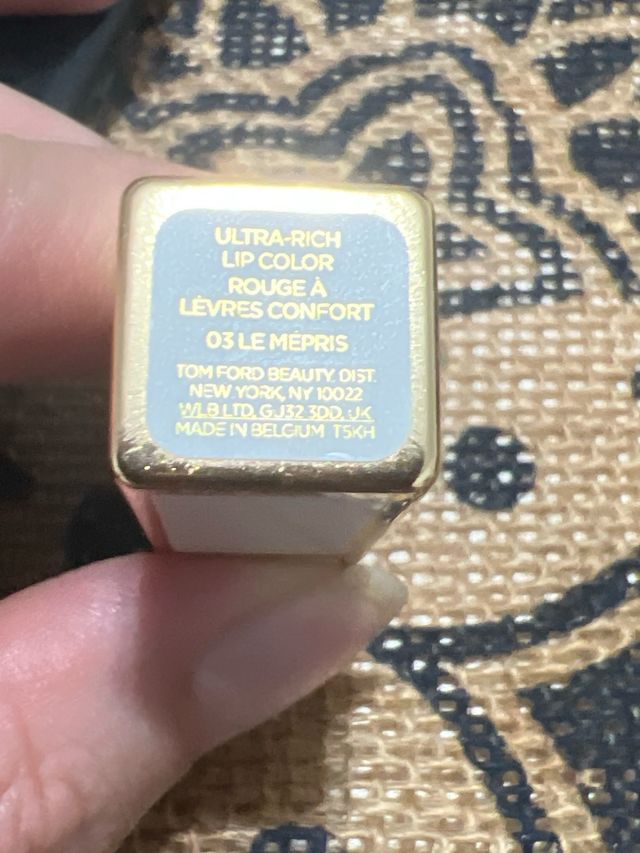 ULTRA-RICH
LIP COLOR
ROUGE À
LÈVRES CONFORT
03 LE MÉPRIS
TOM FORD BEAUTY, DIST.
NEW YORK, NY 10022
WLB LTD, GJ32 3DD, UK
MADE IN BELGIUM T5KH